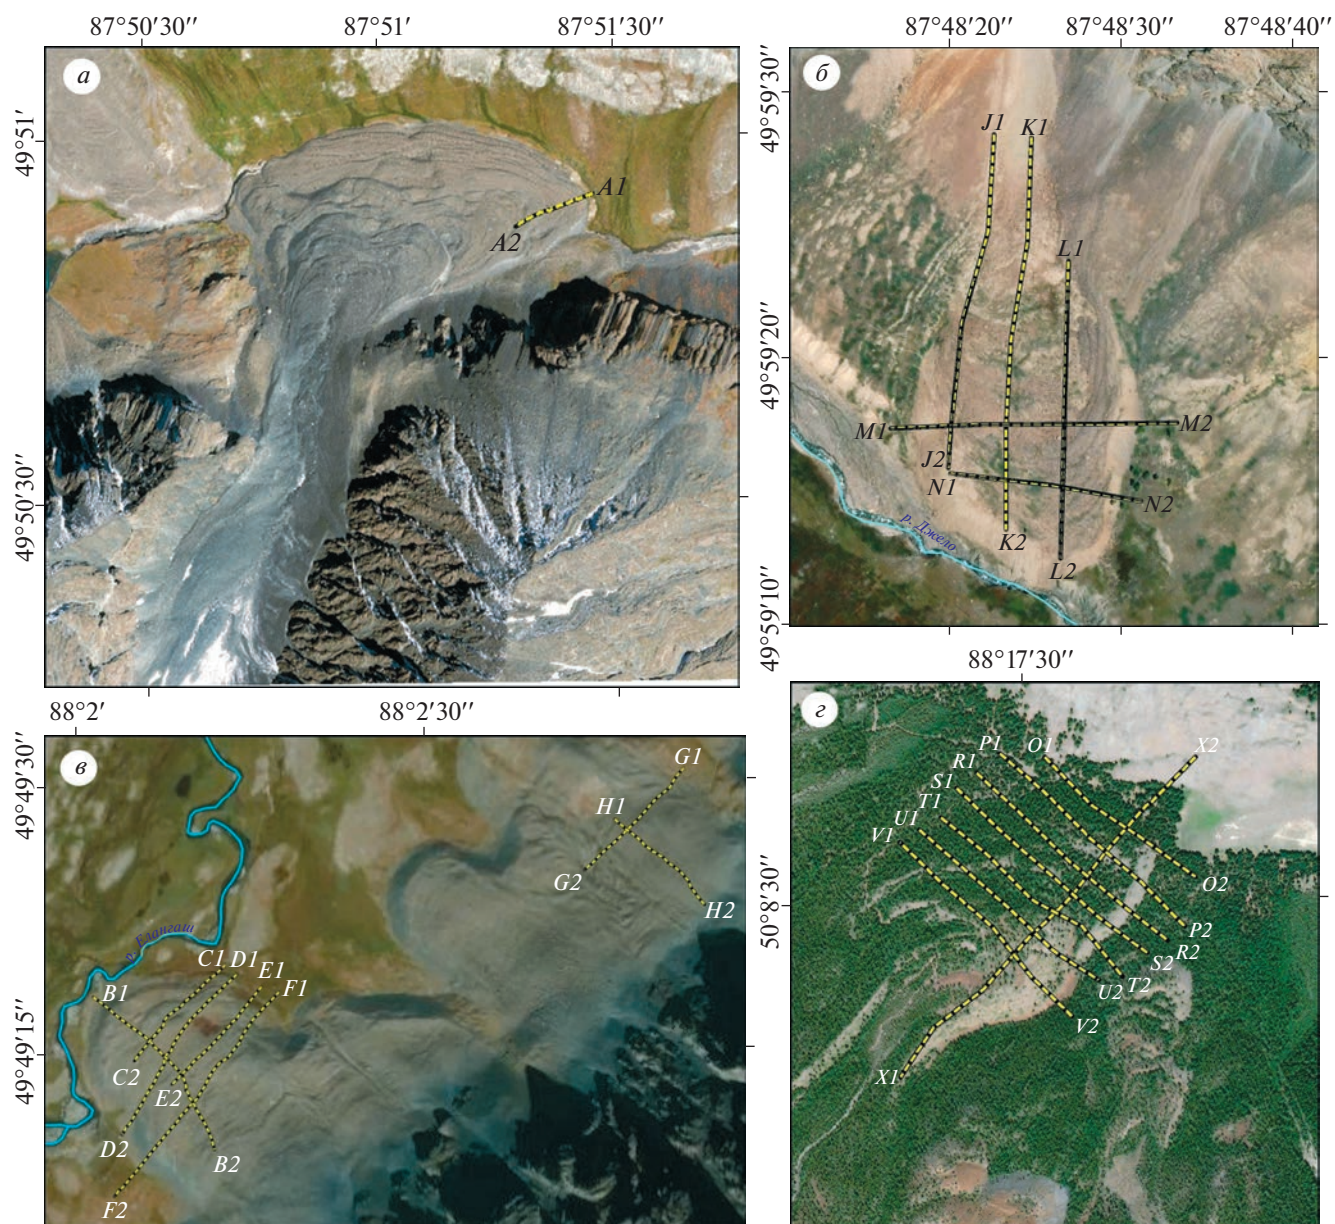 87°50′30″ 87°51′ 87°51′30″
а
49°51′
49°50′30″
A1
A2
87°48′20″ 87°48′30″ 87°48′40″
б
49°59′30″
49°59′20″
49°59′10″
J1 K1
L1
M1 M2
J2
N1 N2
K2
L2
р. Джело
88°2′ 88°2′30″
в
49°49′30″
49°49′15″
G1
H1
G2
H2
р. Елангаш
C1 D1
E1
B1 F1
C2
E2
D2
B2
F2
88°17′30″
г
50°8′30″
P1 O1 X2
R1
S1
T1
U1
V1
O2
P2
R2
S2
T2
U2
V2
X1